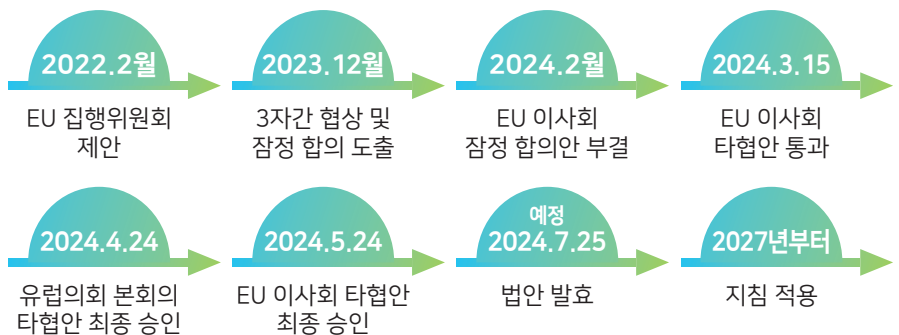 2022.2월
2023.12월
2024.2월
2024.3.15
EU 집행위원회
제안
3자간 협상 및
잠정 합의 도출
EU 이사회
잠정 합의안 부결
EU 이사회
타협안 통과
2024.4.24
2024.5.24
예정
2024.7.25
2027년부터
유럽의회 본회의
타협안 최종 승인
EU 이사회 타협안
최종 승인
법안 발효
지침 적용